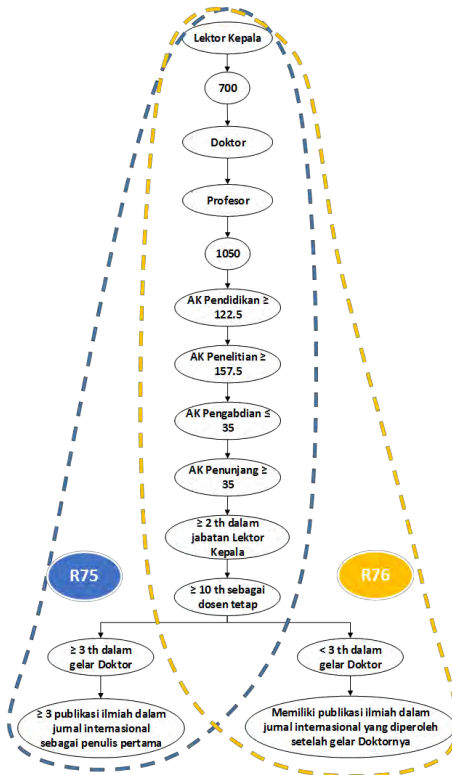 Lektor Kepala
700
Doktor
Profesor
1050
AK Pendidikan ≥
122.5
AK Penelitian ≥
157.5
AK Pengabdian ≤
35
AK Penunjang ≥
35
≥ 2 th dalam
jabatan Lektor
Kepala
R75
R76
≥ 10 th sebagai
dosen tetap
≥ 3 th dalam
gelar Doktor
< 3 th dalam
gelar Doktor
≥ 3 publikasi ilmiah dalam
jurnal internasional
sebagai penulis pertama
Memiliki publikasi ilmiah dalam
jurnal internasional yang diperoleh
setelah gelar Doktornya